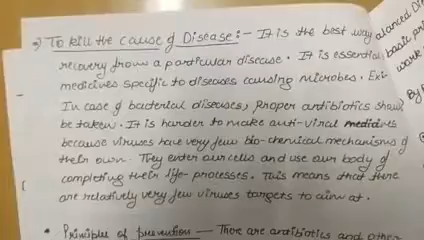 2) To kill the cause of Disease :- It is the best way
recovery from a particular disease. It is essential
medicines specific to diseases causing microbes. Ex:-
In case of bacterial diseases, proper antibiotics should
be taken. It is harder to make anti-viral medicines
because viruses have very few bio-chemical mechanisms of
their own. They enter our cells and use our body of
completing their life-processes. This means that there
are relatively very few viruses targets to aim at.
• Principles of prevention - There are antibiotics and other
alanced
basic
work
By